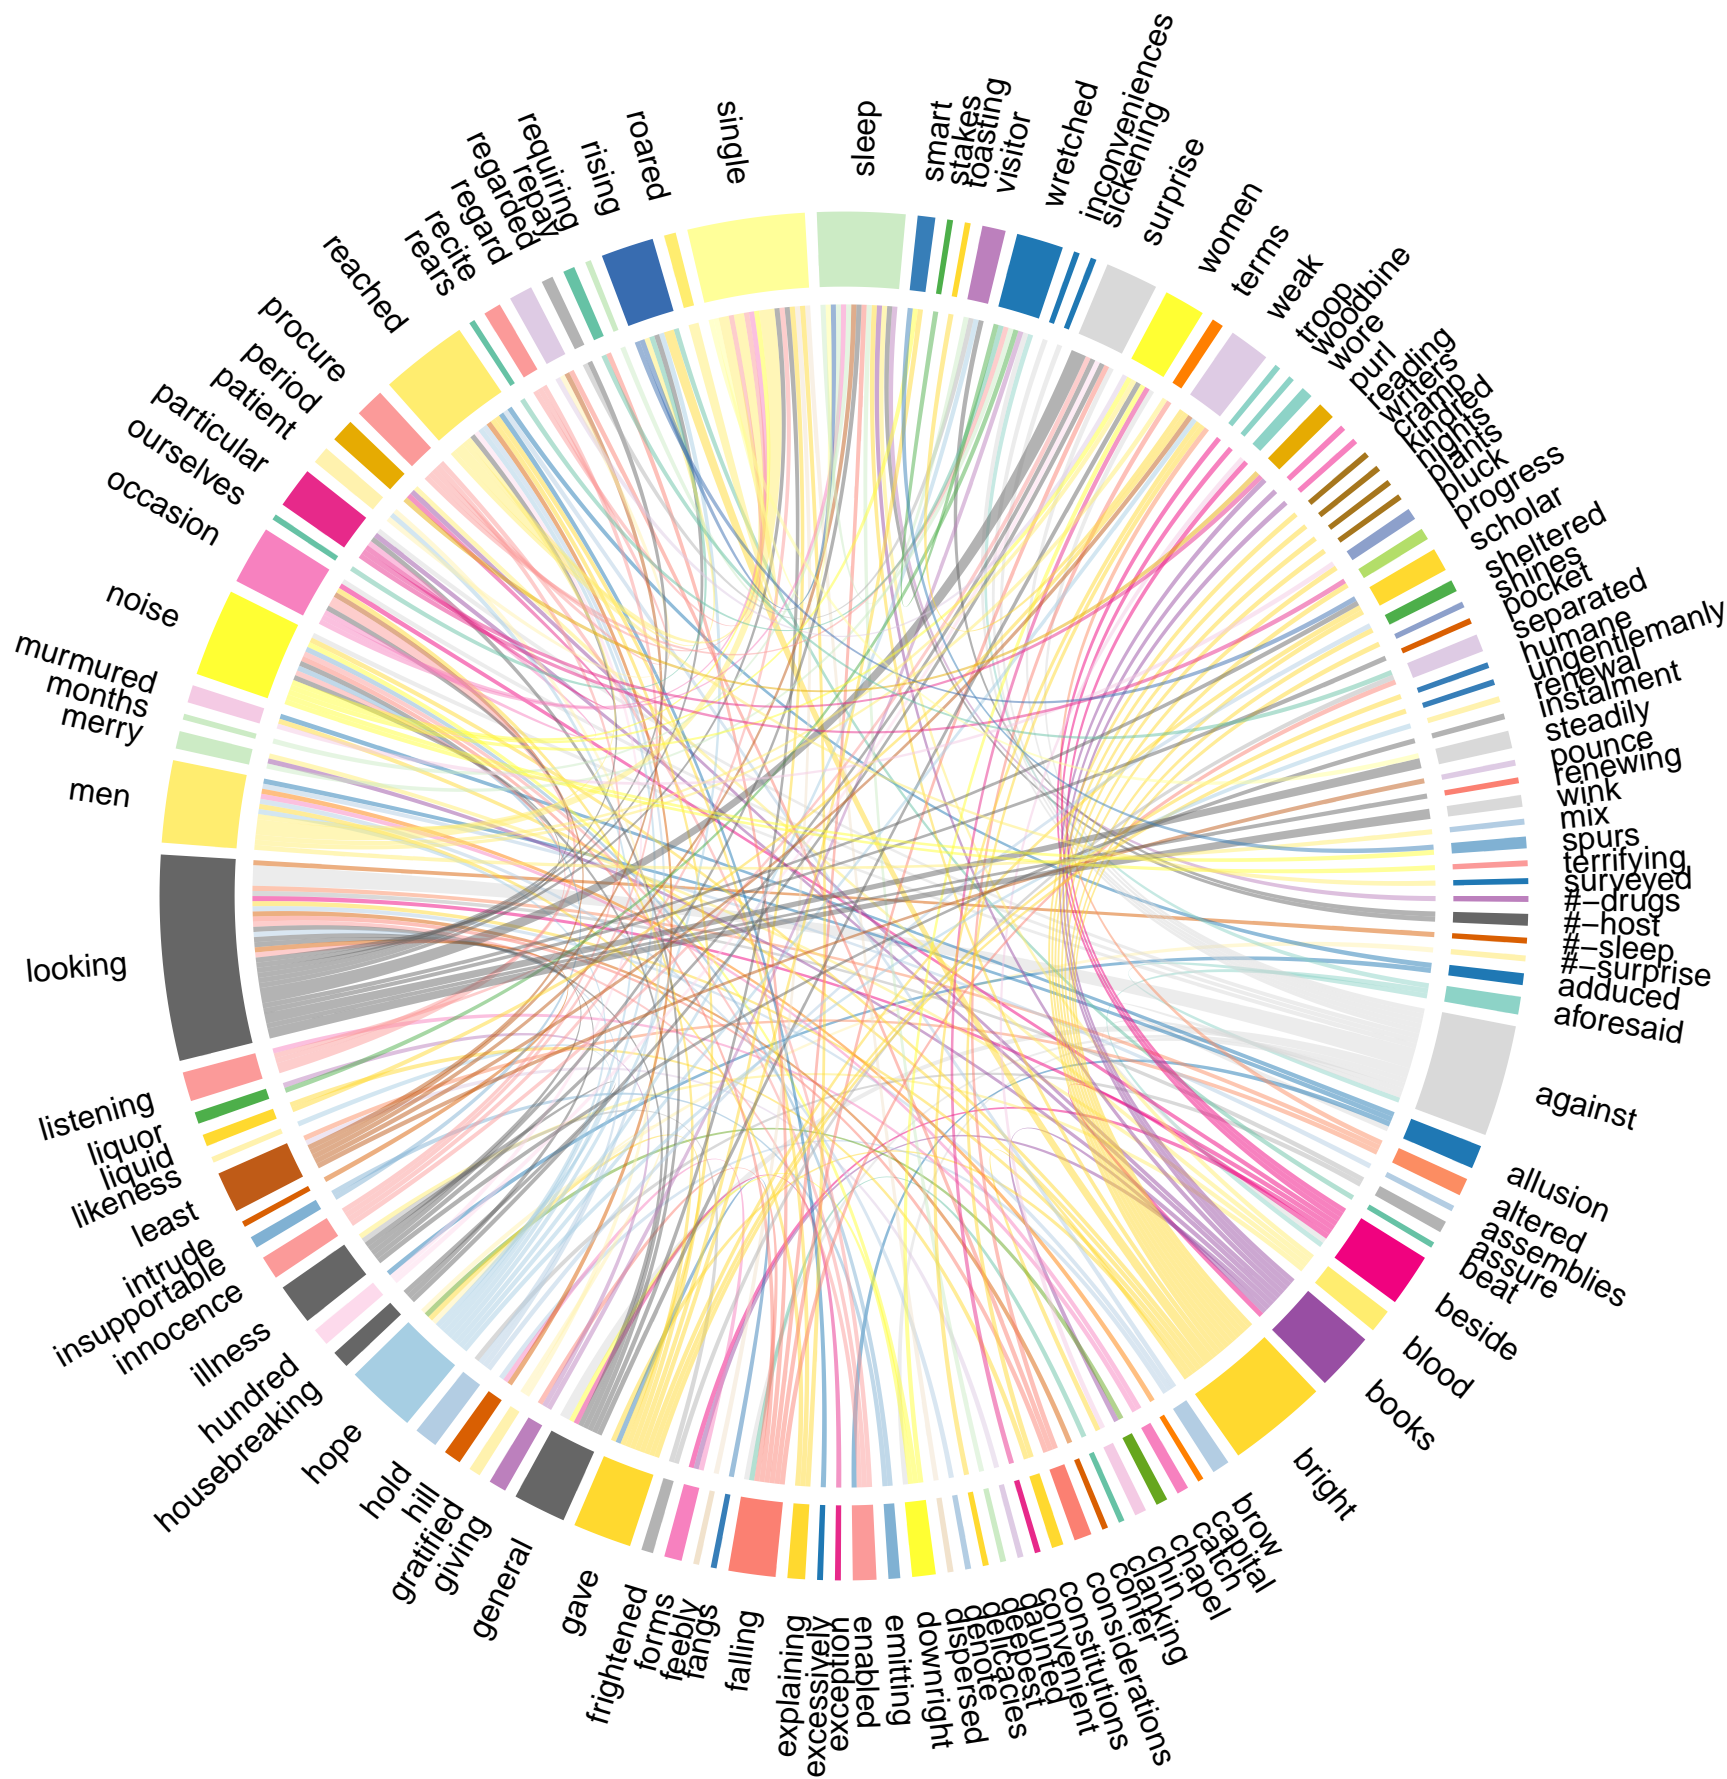 single
sleep
smart
stakes
toasting
visitor
wretched
inconveniences
sickening
surprise
women
terms
weak
troop
woodbine
wore
purl
reading
writers
cramp
kindred
nights
plants
pluck
progress
scholar
sheltered
shines
pocket
separated
humane
ungentlemanly
renewal
instalment
steadily
pounce
renewing
wink
mix
spurs
terrifying
surveyed
#−drugs
#−host
#−sleep
#−surprise
adduced
aforesaid
against
allusion
altered
assemblies
assure
beat
beside
blood
books
bright
brow
capital
catch
chapel
chin
clanking
confer
considerations
constitutions
convenient
daunted
deepest
delicacies
denote
dispersed
downright
emitting
enabled
exception
excessively
explaining
falling
fangs
feebly
forms
frightened
gave
general
giving
gratified
hill
hold
hope
housebreaking
hundred
illness
innocence
insupportable
intrude
least
likeness
liquid
liquor
listening
looking
men
merry
months
murmured
noise
occasion
ourselves
particular
patient
period
procure
reached
rears
recite
regard
regarded
repay
requiring
rising
roared